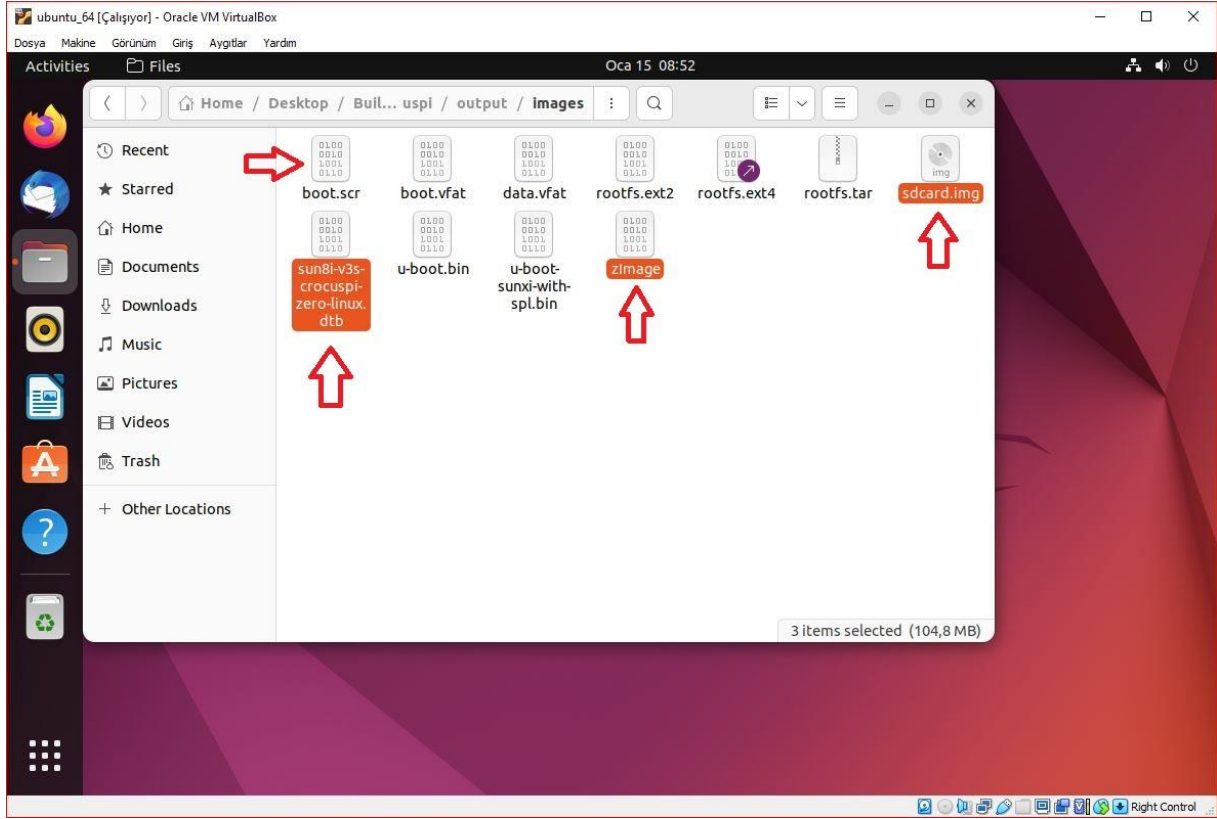 ubuntu_64 [Çalışıyor] - Oracle VM VirtualBox
Dosya Makine Görünüm Giriş Aygıtlar Yardım
Activities Files Oca 15 08:52
Home / Desktop / Buil... uspi / output / images
Recent
Starred
Home
Documents
Downloads
Music
Pictures
Videos
Trash
+ Other Locations
boot.scr boot.vfat data.vfat rootfs.ext2 rootfs.ext4 rootfs.tar sdcard.img
img
sun8i-v3s-
crocuspi-
zero-linux.
dtb
u-boot.bin
u-boot-
sunxi-with-
spl.bin
zImage
3 items selected (104,8 MB)
Right Control